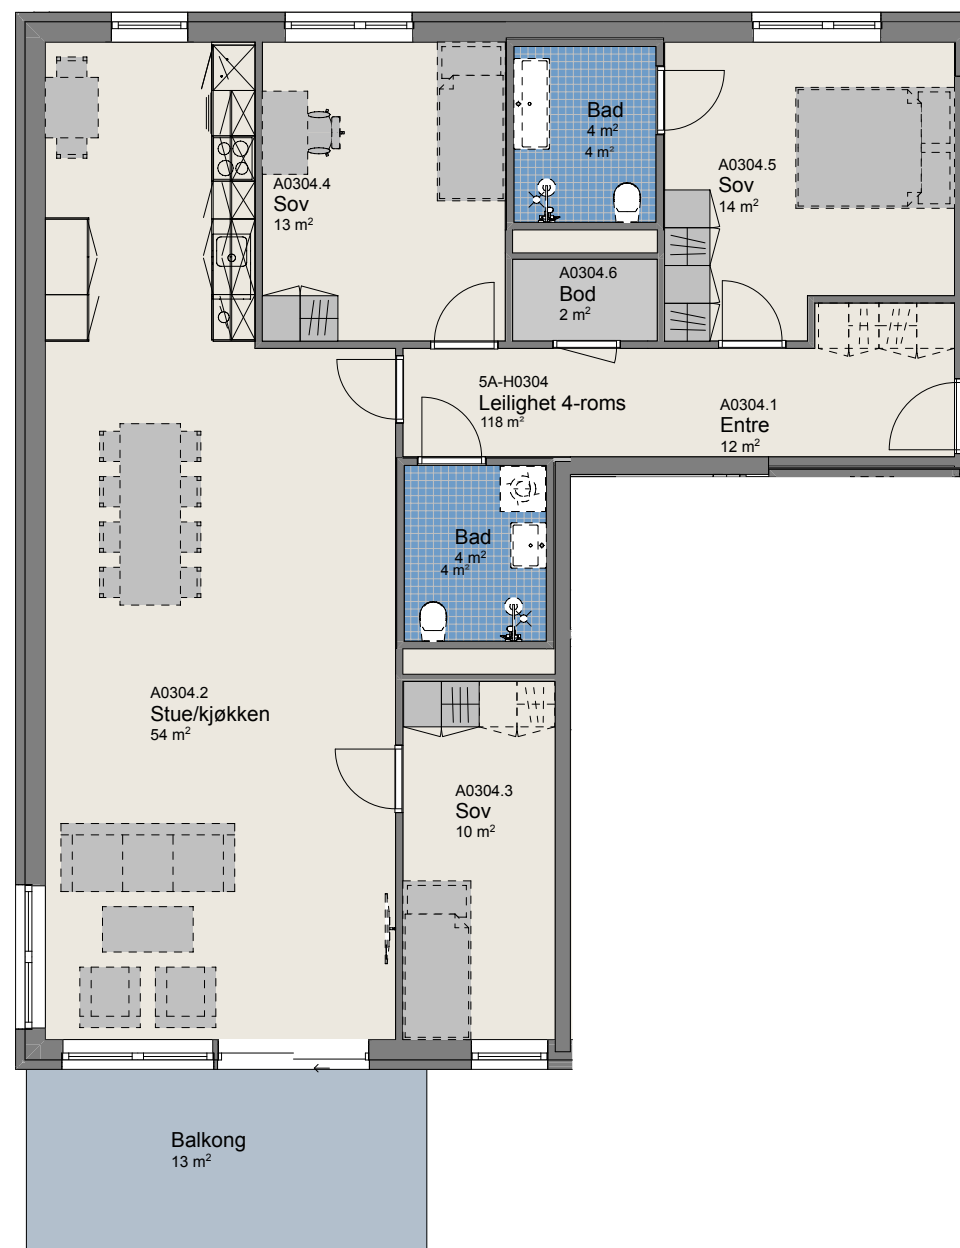 Bad
4 m²
4 m²
A0304.5
Sov
14 m²
A0304.4
Sov
13 m²
A0304.6
Bod
2 m²
5A-H0304
Leilighet 4-roms
118 m²
A0304.1
Entre
12 m²
Bad
4 m²
4 m²
A0304.2
Stue/kjøkken
54 m²
A0304.3
Sov
10 m²
Balkong
13 m²